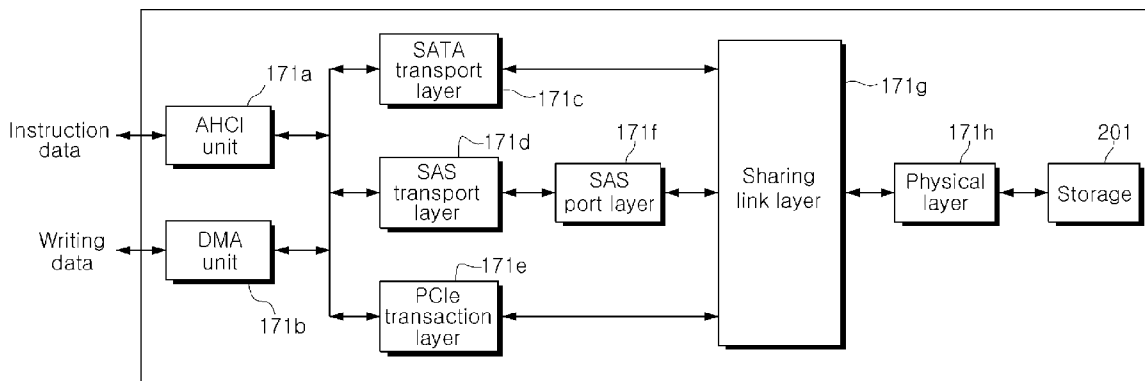 Instruction
data
171a
AHCI
unit
Writing
data
DMA
unit
171b
SATA
transport
layer
171c
171d
SAS
transport
layer
171f
SAS
port layer
171e
PCIe
transaction
layer
Sharing
link layer
171g
171h
Physical
layer
201
Storage